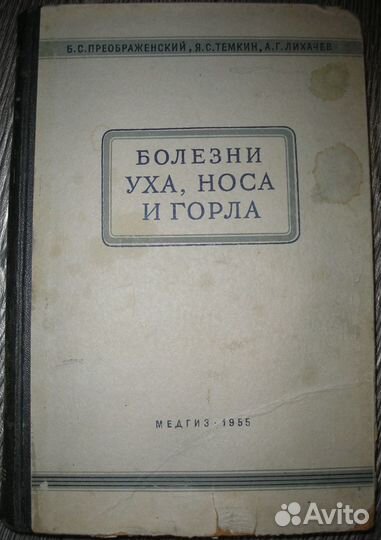 Б.С.ПРЕОБРАЖЕНСКИЙ, Я.С.ТЕМКИН, А.Г.ЛИХАЧЕВ
БОЛЕЗНИ
УХА, НОСА
И ГОРЛА
МЕДГИЗ · 1955
Avito